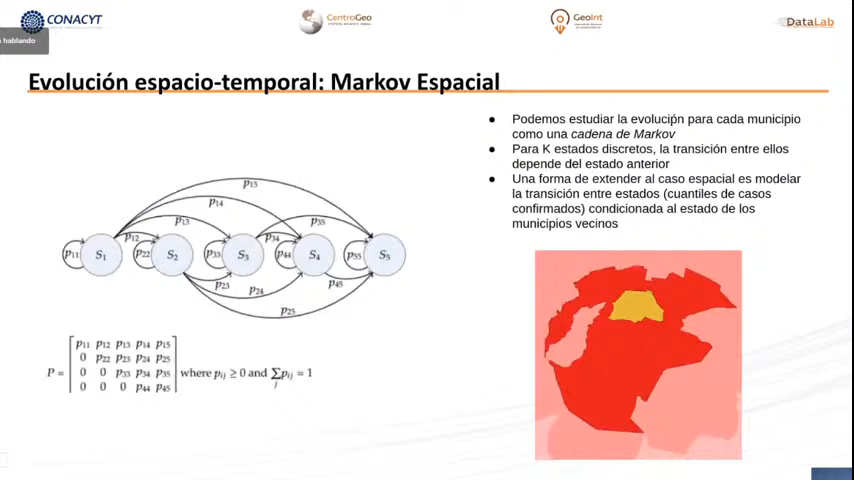 CONACYT
CentroGeo
GeoInt
DataLab
hablando
Evolución espacio-temporal: Markov Espacial
● Podemos estudiar la evolución para cada municipio
como una cadena de Markov
● Para K estados discretos, la transición entre ellos
depende del estado anterior
● Una forma de extender al caso espacial es modelar
la transición entre estados (cuantiles de casos
confirmados) condicionada al estado de los
municipios vecinos
p15
p14
p13 p35
p12 p34
p11 S1 p22 S2 p33 S3 p44 S4 p55 S5
p23 p24 p45
p25
p11 p12 p13 p14 p15
0 p22 p23 p24 p25
P = 0 0 p33 p34 p35 where pij ≥ 0 and ∑j pij = 1
0 0 0 p44 p45